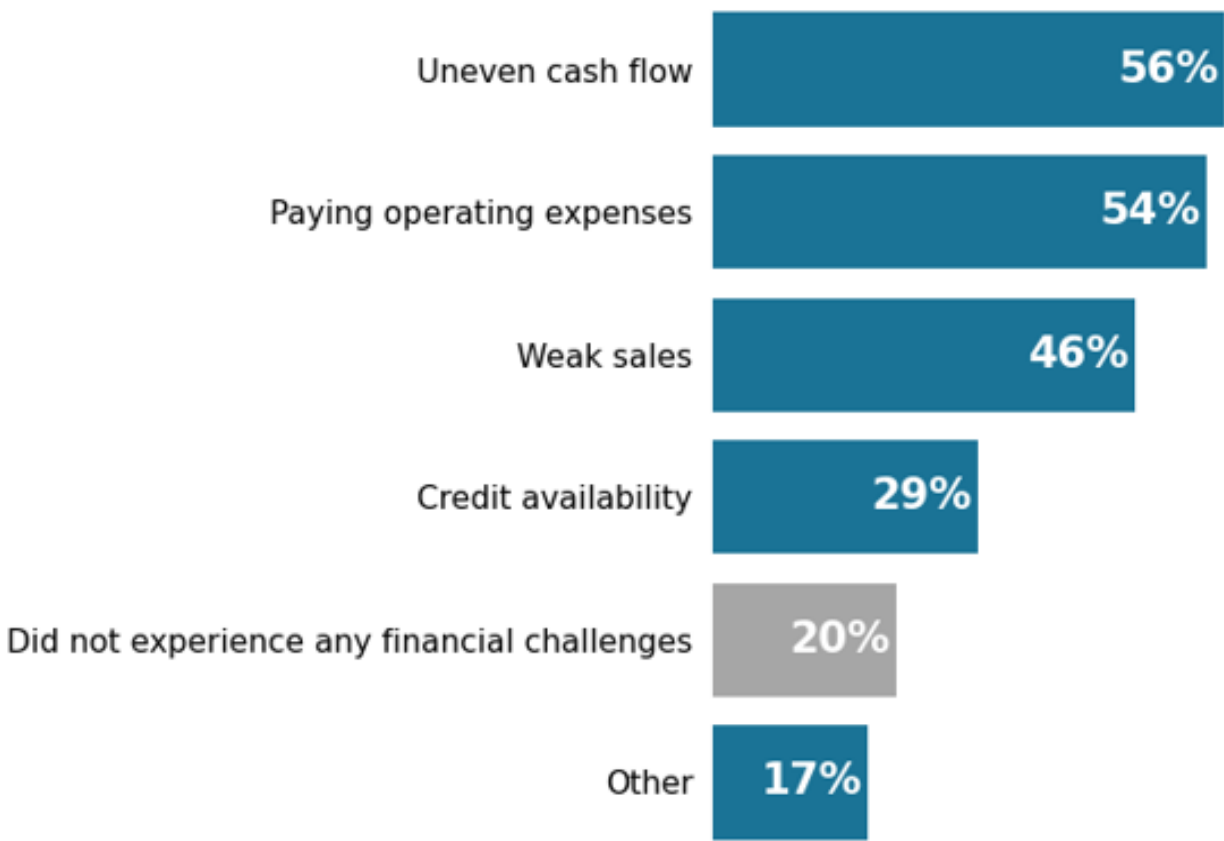 Uneven cash flow 56%
Paying operating expenses 54%
Weak sales 46%
Credit availability 29%
Did not experience any financial challenges 20%
Other 17%